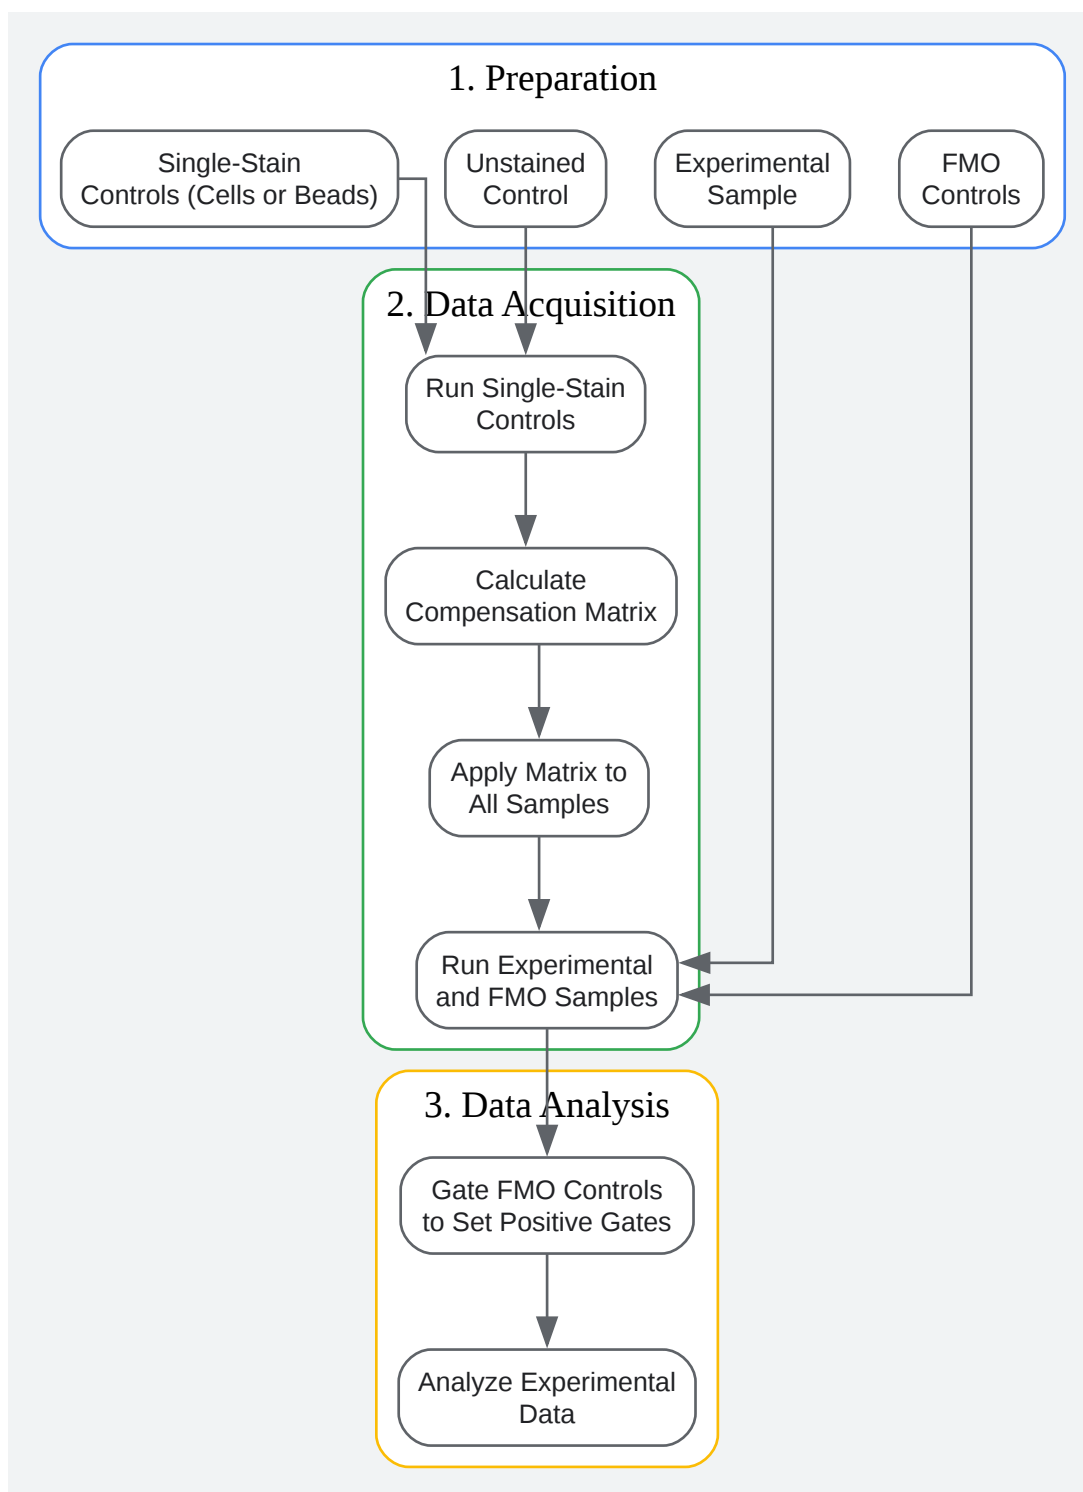 1. Preparation
Single-Stain
Controls (Cells or Beads)
Unstained
Control
Experimental
Sample
FMO
Controls
2. Data Acquisition
Run Single-Stain
Controls
Calculate
Compensation Matrix
Apply Matrix to
All Samples
Run Experimental
and FMO Samples
3. Data Analysis
Gate FMO Controls
to Set Positive Gates
Analyze Experimental
Data